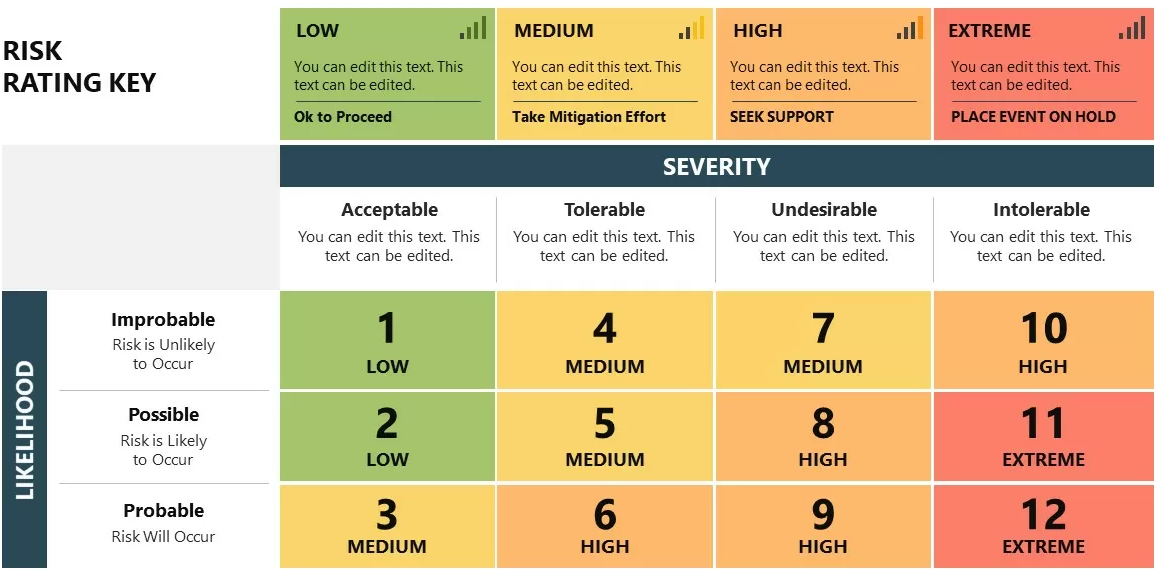 RISK
RATING KEY
LOW
You can edit this text. This
text can be edited.
Ok to Proceed
MEDIUM
You can edit this text. This
text can be edited.
Take Mitigation Effort
HIGH
You can edit this text. This
text can be edited.
SEEK SUPPORT
EXTREME
You can edit this text. This
text can be edited.
PLACE EVENT ON HOLD
SEVERITY
Acceptable
You can edit this text. This
text can be edited.
Tolerable
You can edit this text. This
text can be edited.
Undesirable
You can edit this text. This
text can be edited.
Intolerable
You can edit this text. This
text can be edited.
LIKELIHOOD
Improbable
Risk is Unlikely
to Occur
1
LOW
4
MEDIUM
7
MEDIUM
10
HIGH
Possible
Risk is Likely
to Occur
2
LOW
5
MEDIUM
8
HIGH
11
EXTREME
Probable
Risk Will Occur
3
MEDIUM
6
HIGH
9
HIGH
12
EXTREME